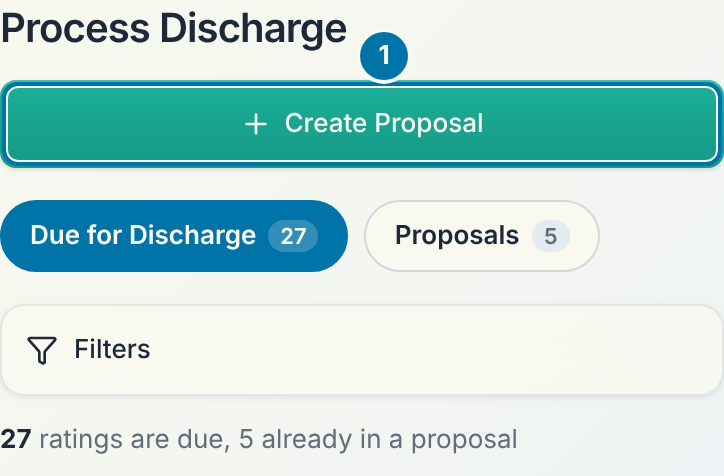 Process Discharge
1
Create Proposal
Due for Discharge 27 Proposals 5
Filters
27 ratings are due, 5 already in a proposal